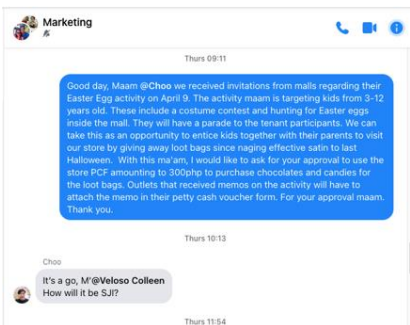 Marketing
Thurs 09:11
Good day, Maam @Choo we received invitations from malls regarding their
Easter Egg activity on April 9. The activity maam is targeting kids from 3-12
years old. These include a costume contest and hunting for Easter eggs
inside the mall. They will have a parade to the tenant participants. We can
take this as an opportunity to entice kids together with their parents to visit
our store by giving away loot bags since naging effective satin to last
Halloween. With this ma'am, I would like to ask for your approval to use the
store PCF amounting to 300php to purchase chocolates and candies for
the loot bags. Outlets that received memos on the activity will have to
attach the memo in their petty cash voucher form. For your approval maam.
Thank you.
Thurs 10:13
Choo
It's a go, M'@Veloso Colleen
How will it be SJI?
Thurs 11:54